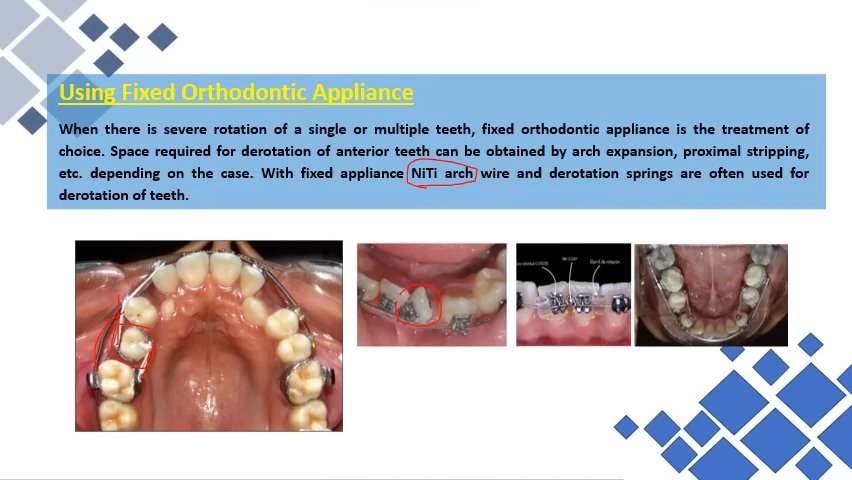 Using Fixed Orthodontic Appliance
When there is severe rotation of a single or multiple teeth, fixed orthodontic appliance is the treatment of
choice. Space required for derotation of anterior teeth can be obtained by arch expansion, proximal stripping,
etc. depending on the case. With fixed appliance NiTi arch wire and derotation springs are often used for
derotation of teeth.